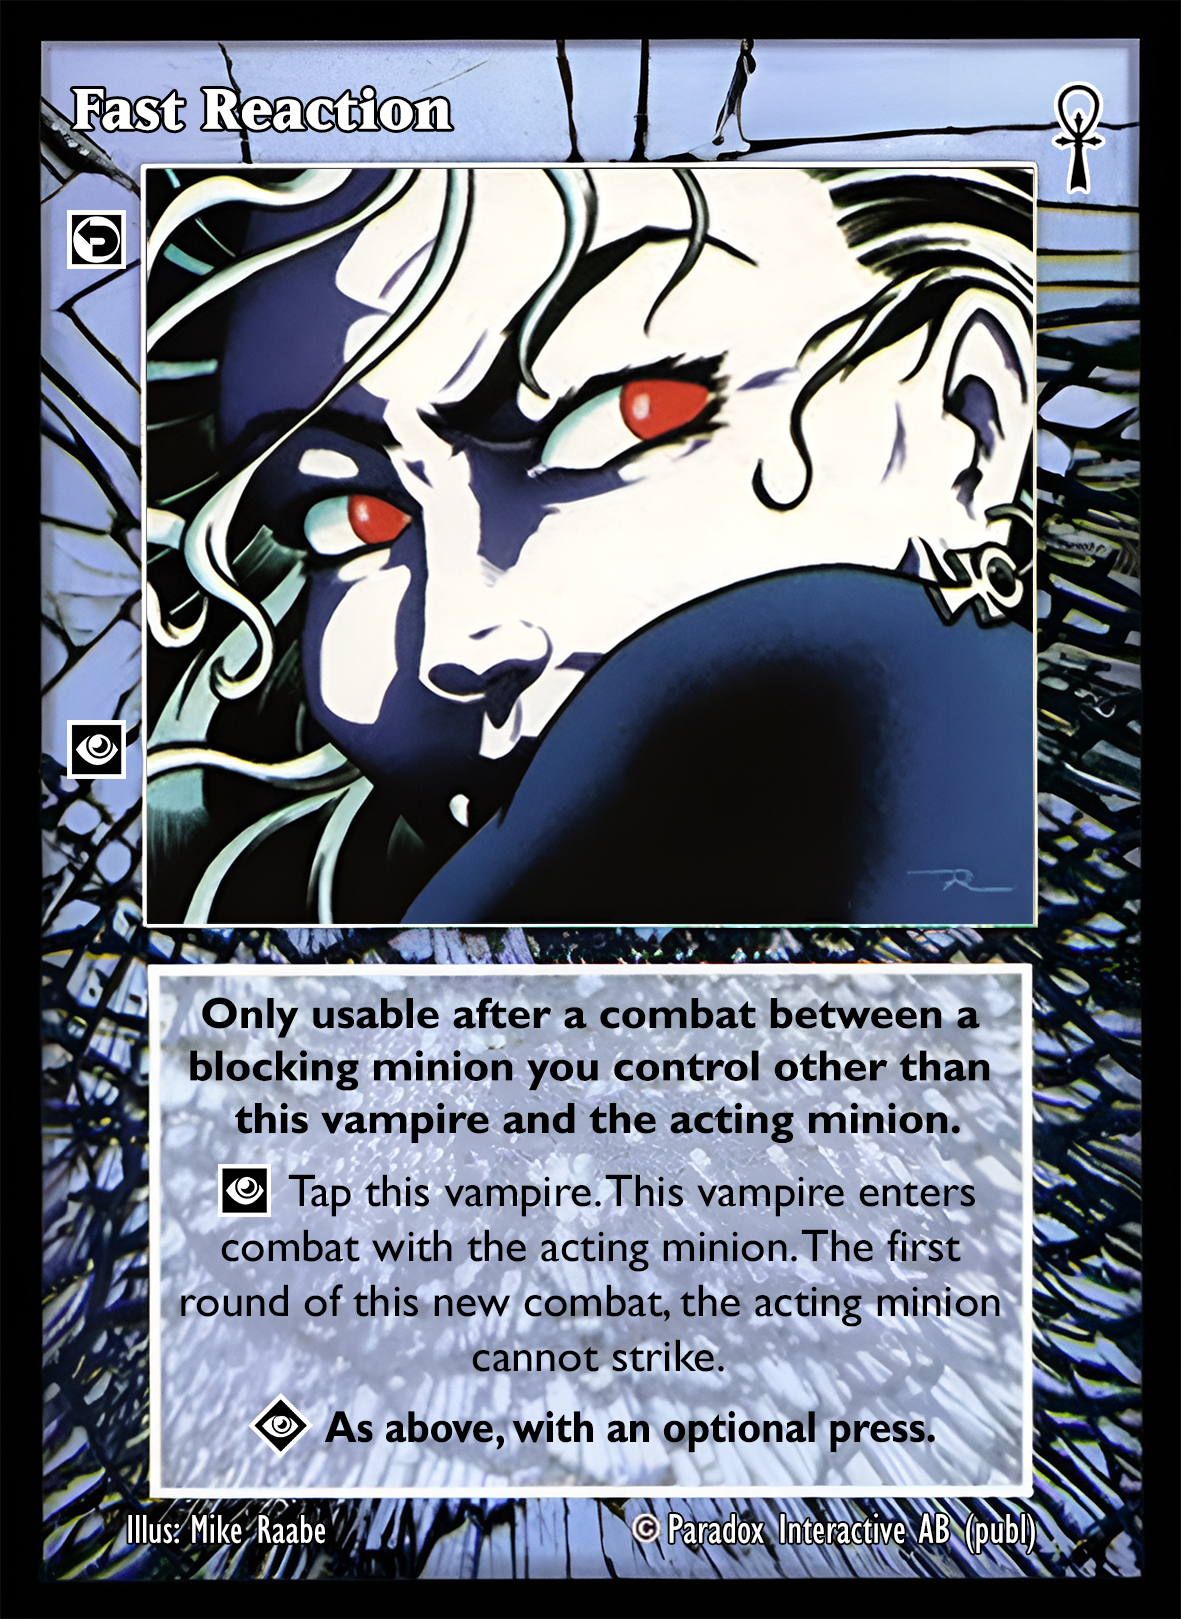 Fast Reaction
Only usable after a combat between a
blocking minion you control other than
this vampire and the acting minion.
Tap this vampire. This vampire enters
combat with the acting minion. The first
round of this new combat, the acting minion
cannot strike.
As above, with an optional press.
Illus: Mike Raabe
© Paradox Interactive AB (publ)